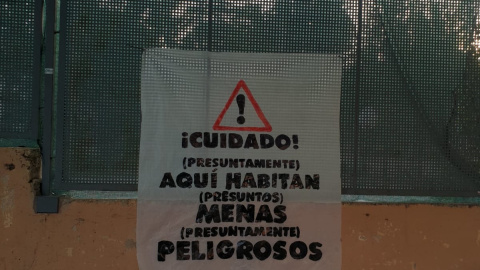 ¡CUIDADO!
(PRESUNTAMENTE)
AQUÍ HABITAN
(PRESUNTOS)
MENAS
(PRESUNTAMENTE)
PELIGROSOS